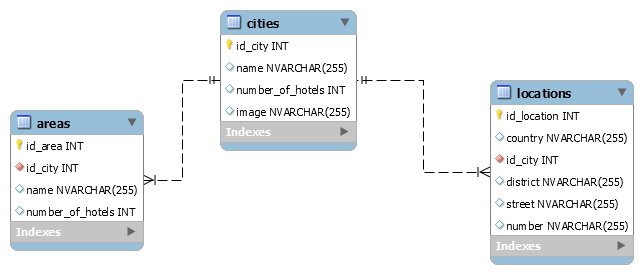 cities
id_city INT
name NVARCHAR(255)
number_of_hotels INT
image NVARCHAR(255)
Indexes
areas
id_area INT
id_city INT
name NVARCHAR(255)
number_of_hotels INT
Indexes
locations
id_location INT
country NVARCHAR(255)
id_city INT
district NVARCHAR(255)
street NVARCHAR(255)
number NVARCHAR(255)
Indexes